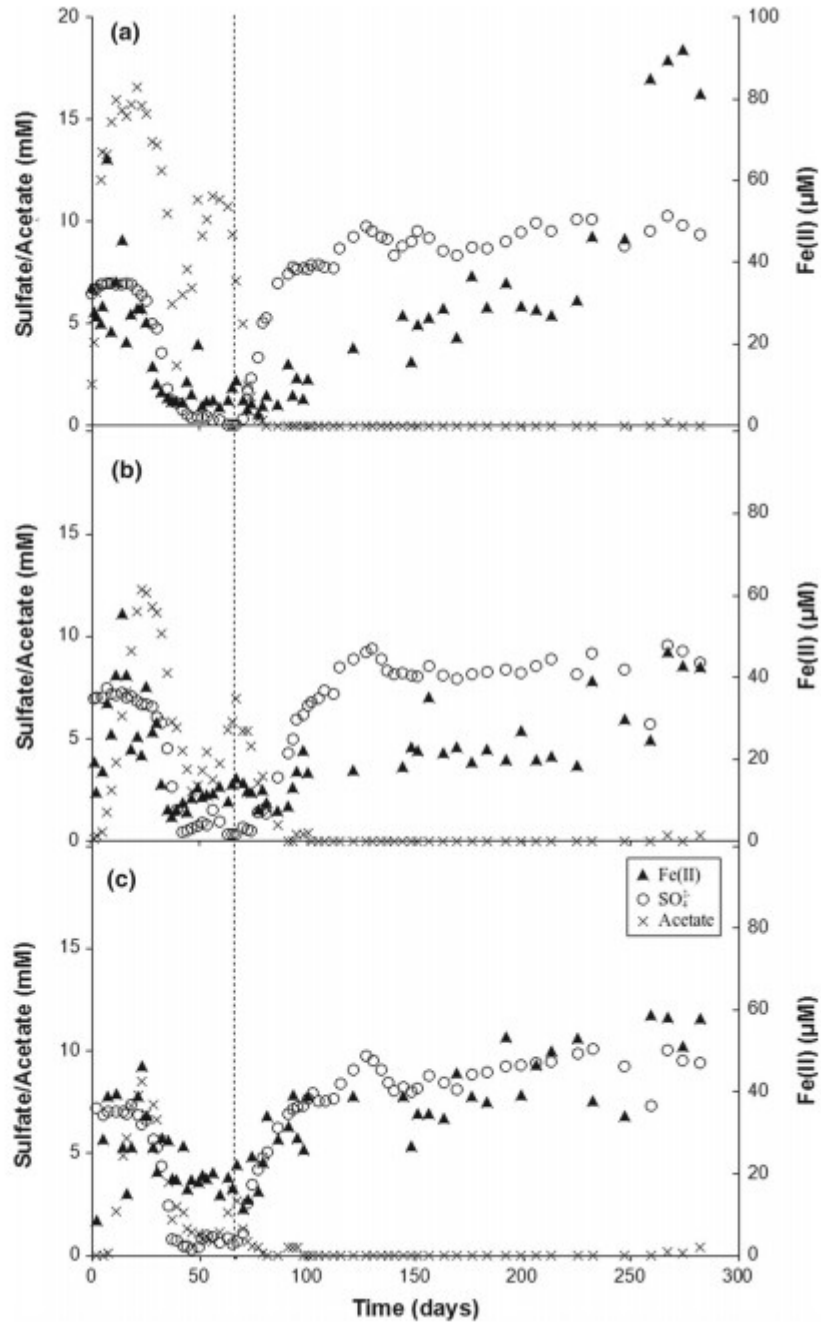 (a)
20
15
10
5
0
Sulfate/Acetate (mM)
100
80
60
40
20
0
Fe(II) (μM)
(b)
15
10
5
0
Sulfate/Acetate (mM)
80
60
40
20
0
Fe(II) (μM)
(c)
15
10
5
0
Sulfate/Acetate (mM)
Fe(II)
SO₄²⁻
Acetate
80
60
40
20
0
Fe(II) (μM)
0 50 100 150 200 250 300
Time (days)